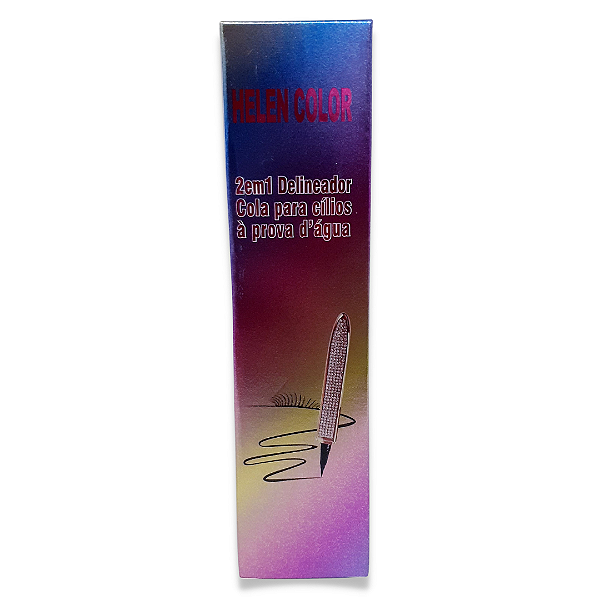 HELEN COLOR
2em1 Delineador
Cola para cílios
à prova d'água